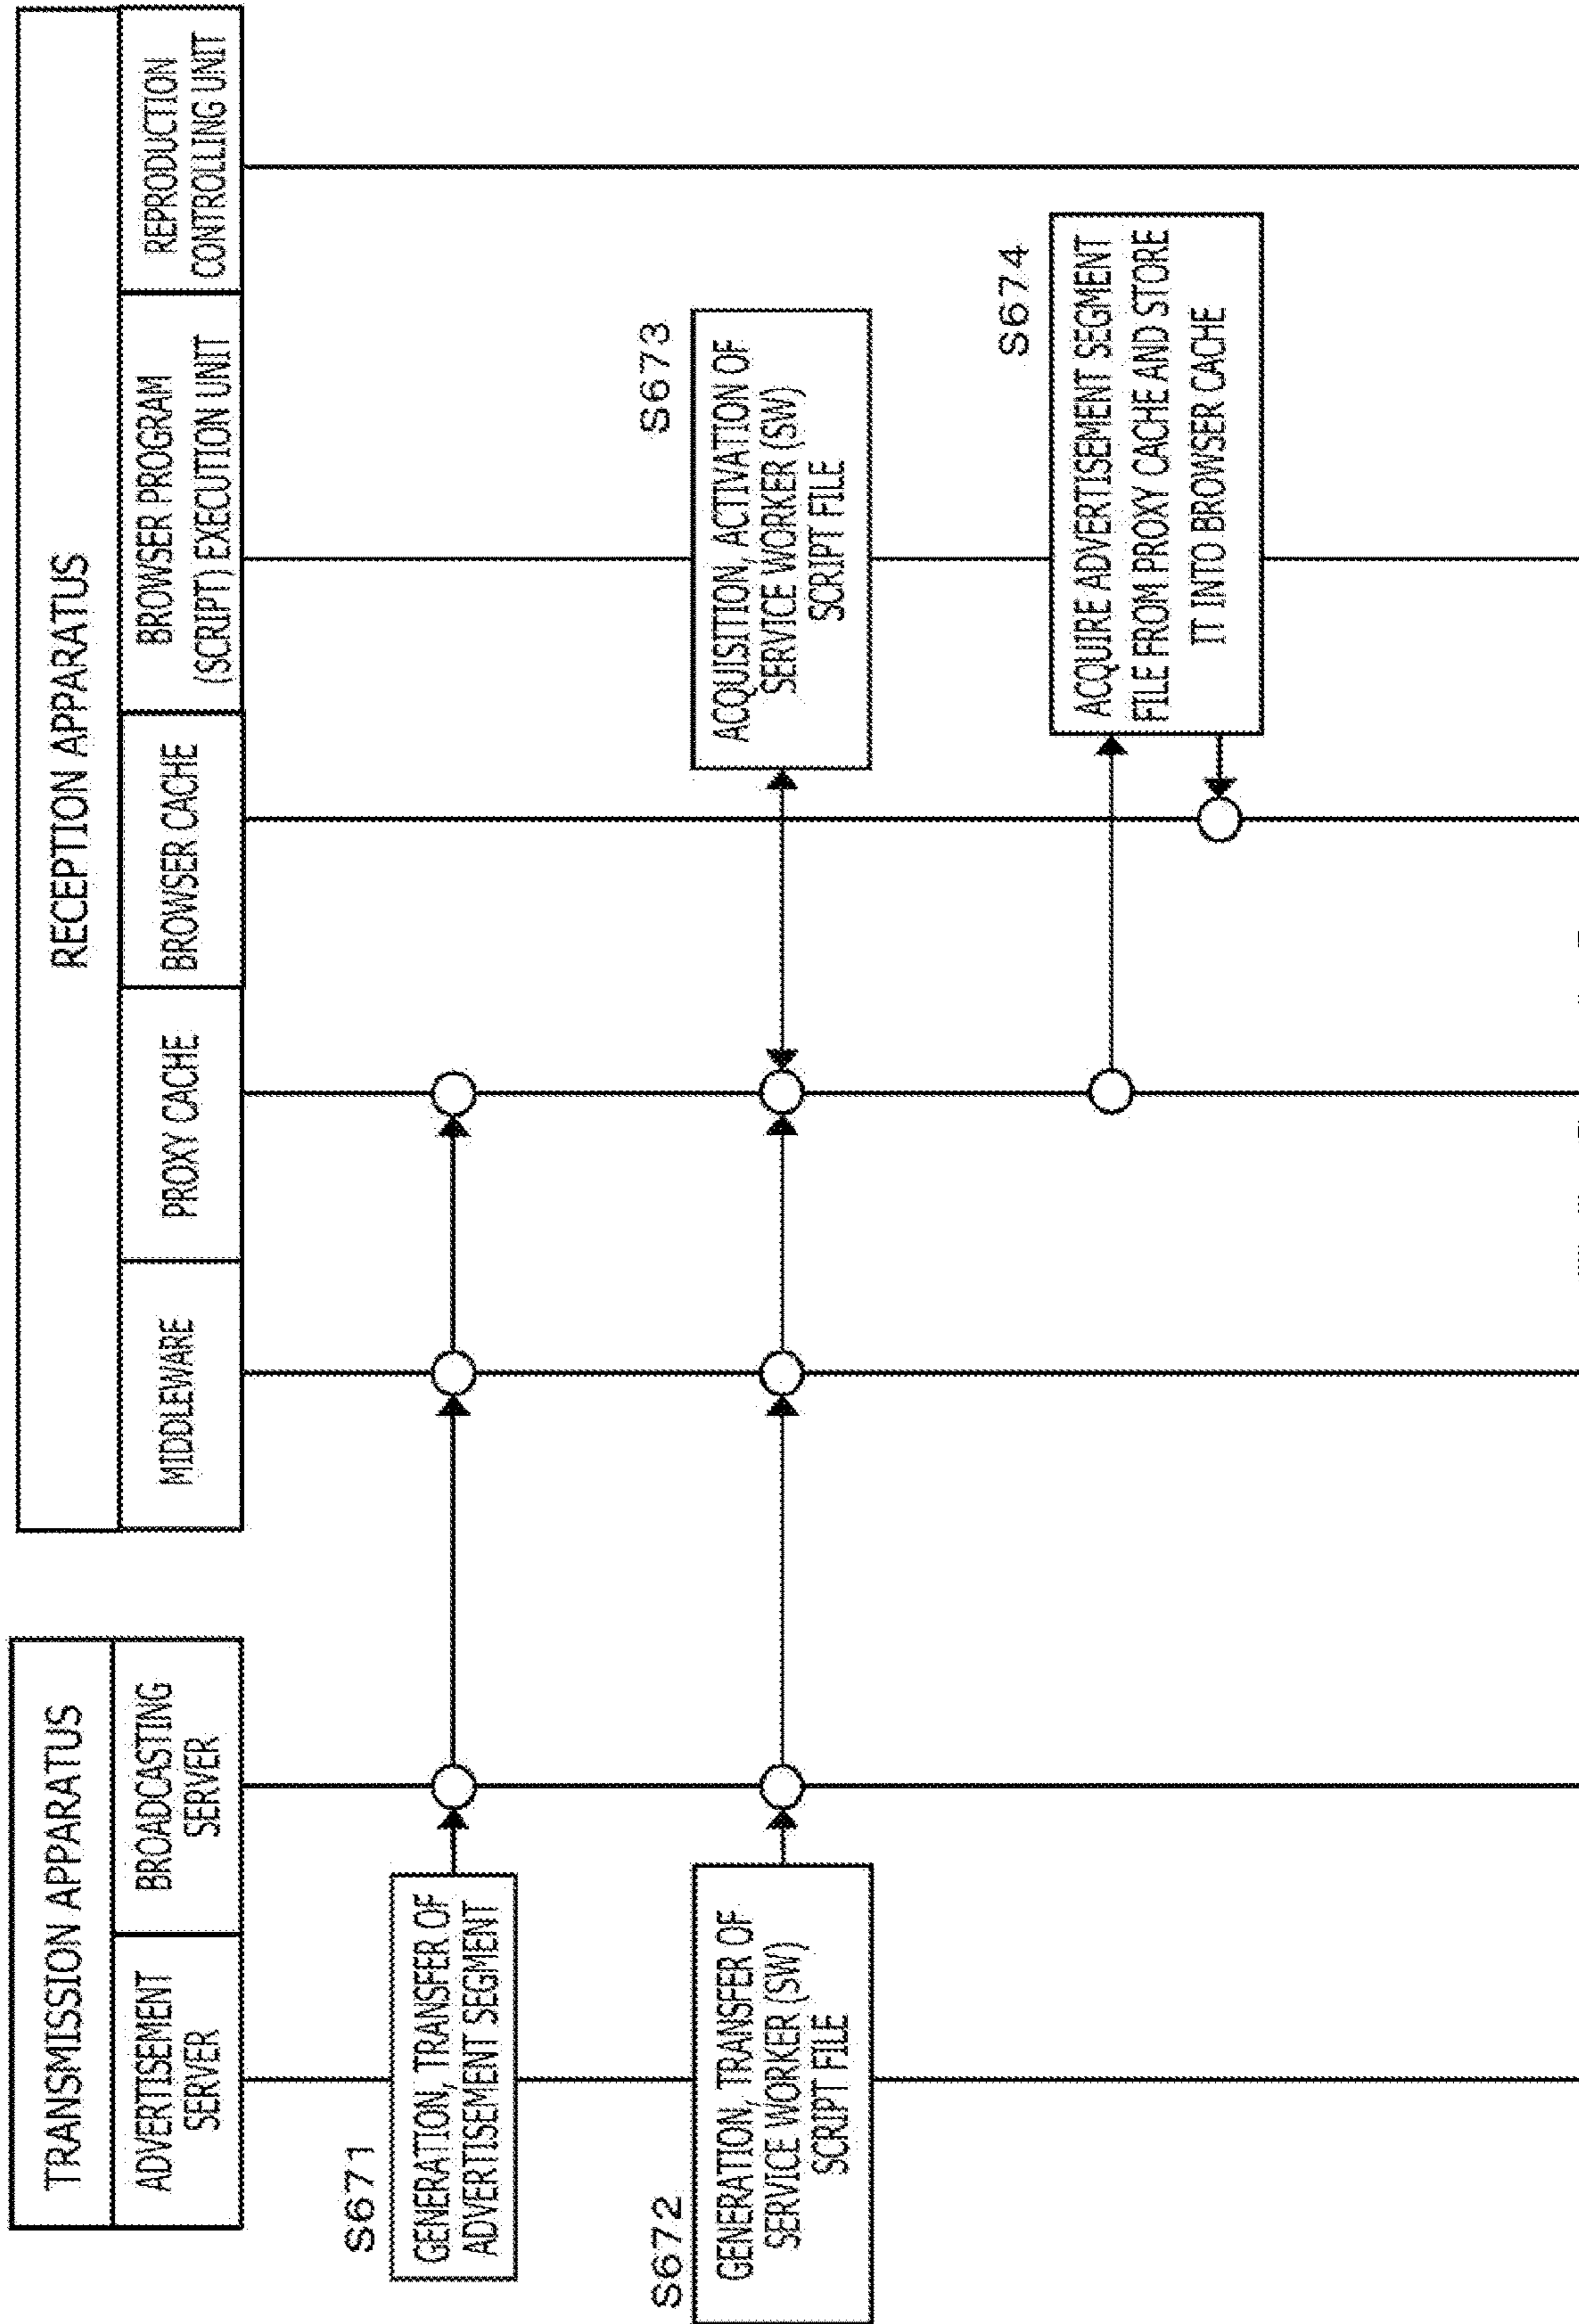 TRANSMISSION APPARATUS
ADVERTISEMENT
SERVER
BROADCASTING
SERVER
RECEPTION APPARATUS
MIDDLEWARE
PROXY CACHE
BROWSER CACHE
BROWSER PROGRAM
(SCRIPT) EXECUTION UNIT
REPRODUCTION
CONTROLLING UNIT
S671
GENERATION, TRANSFER OF
ADVERTISEMENT SEGMENT
S672
GENERATION, TRANSFER OF
SERVICE WORKER (SW)
SCRIPT FILE
S673
ACQUISITION, ACTIVATION OF
SERVICE WORKER (SW)
SCRIPT FILE
S674
ACQUIRE ADVERTISEMENT SEGMENT
FILE FROM PROXY CACHE AND STORE
IT INTO BROWSER CACHE